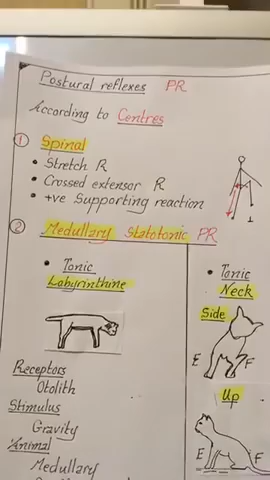 Postural reflexes PR
According to Centres
① Spinal
• Stretch R
• Crossed extensor R
• +ve Supporting reaction
② Medullary Statotonic PR
• Tonic
Labyrinthine
Receptors
Otolith
Stimulus
Gravity
Animal
Medullary
• Tonic
Neck
Side
E F
Up
E F